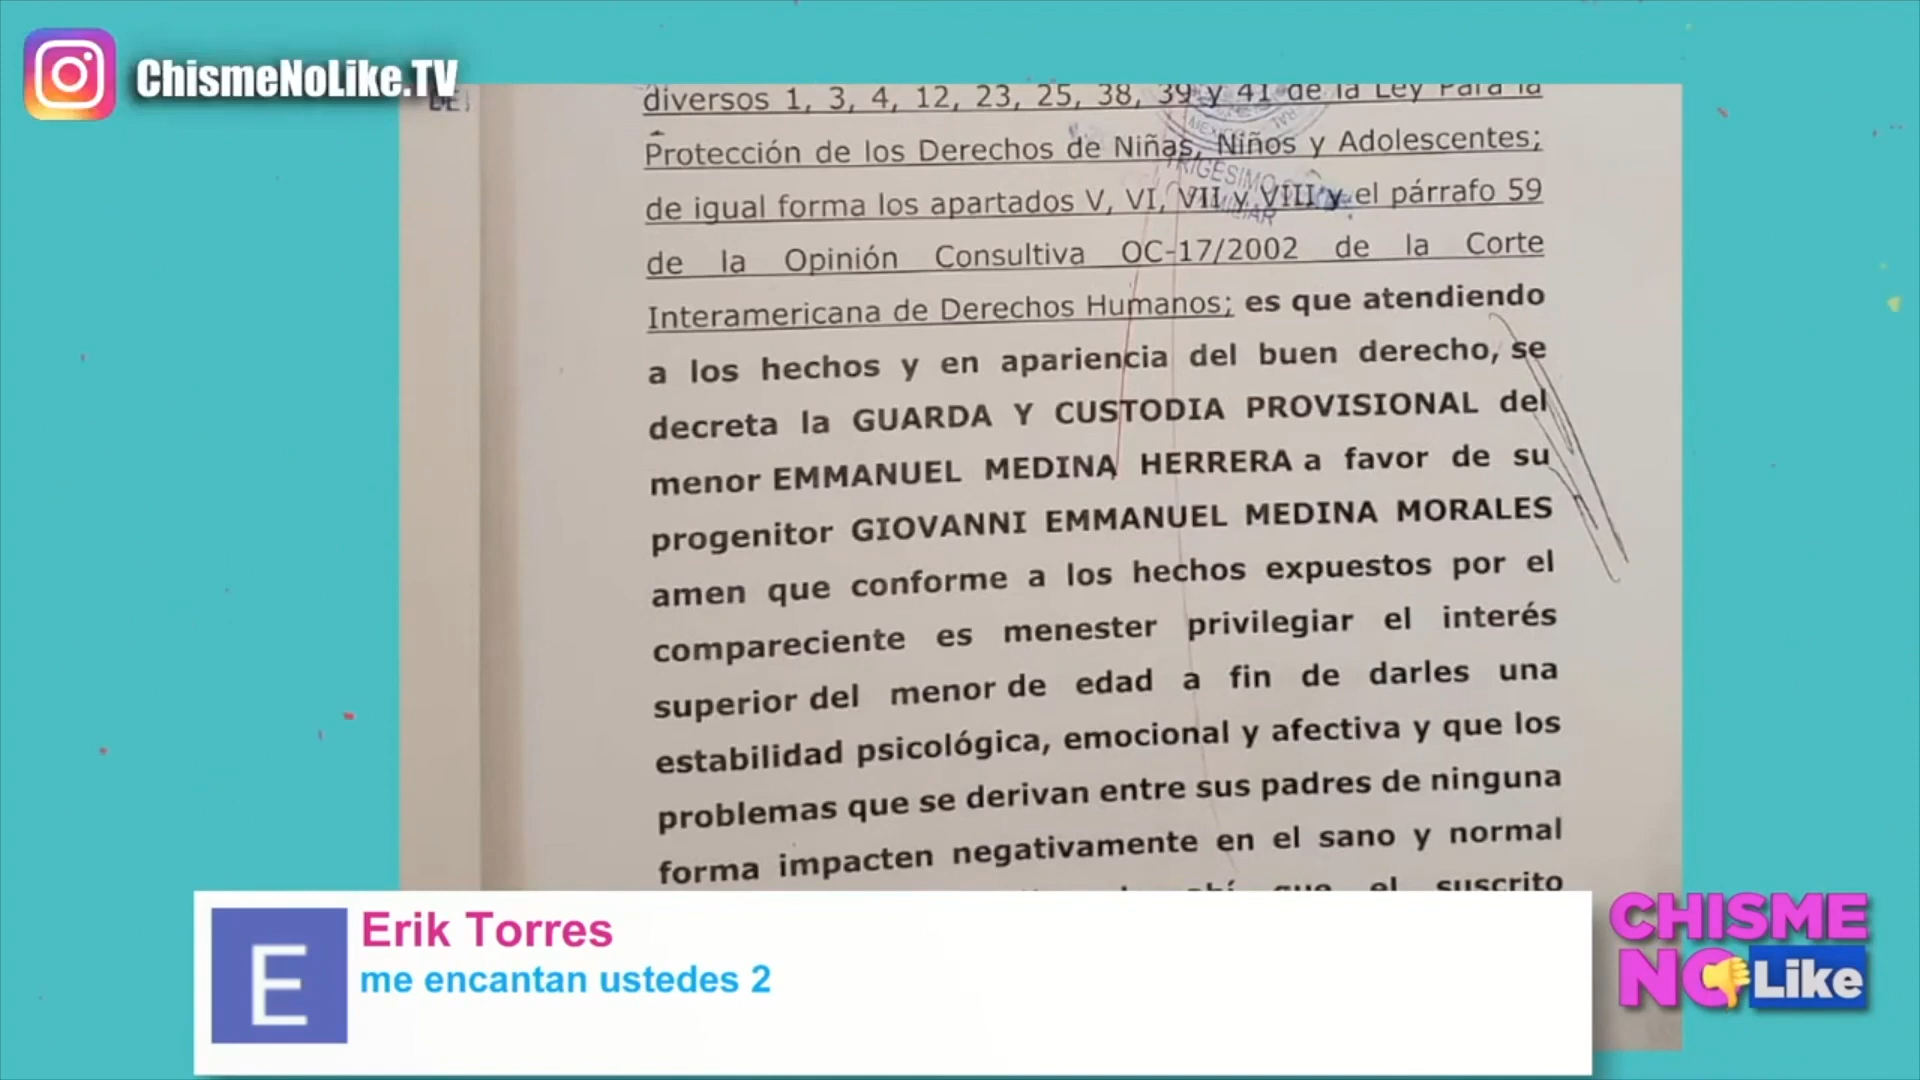 ChismeNoLike.TV
DE
diversos 1, 3, 4, 12, 23, 25, 38, 39 y 41 de la Ley Para la
Protección de los Derechos de Niñas, Niños y Adolescentes;
de igual forma los apartados V, VI, VII y VIII y el párrafo 59
de la Opinión Consultiva OC-17/2002 de la Corte
Interamericana de Derechos Humanos; es que atendiendo
a los hechos y en apariencia del buen derecho, se
decreta la GUARDA Y CUSTODIA PROVISIONAL del
menor EMMANUEL MEDINA HERRERA a favor de su
progenitor GIOVANNI EMMANUEL MEDINA MORALES
amen que conforme a los hechos expuestos por el
compareciente es menester privilegiar el interés
superior del menor de edad a fin de darles una
estabilidad psicológica, emocional y afectiva y que los
problemas que se derivan entre sus padres de ninguna
forma impacten negativamente en el sano y normal
que el suscrito
E
Erik Torres
me encantan ustedes 2
CHISME
NO Like